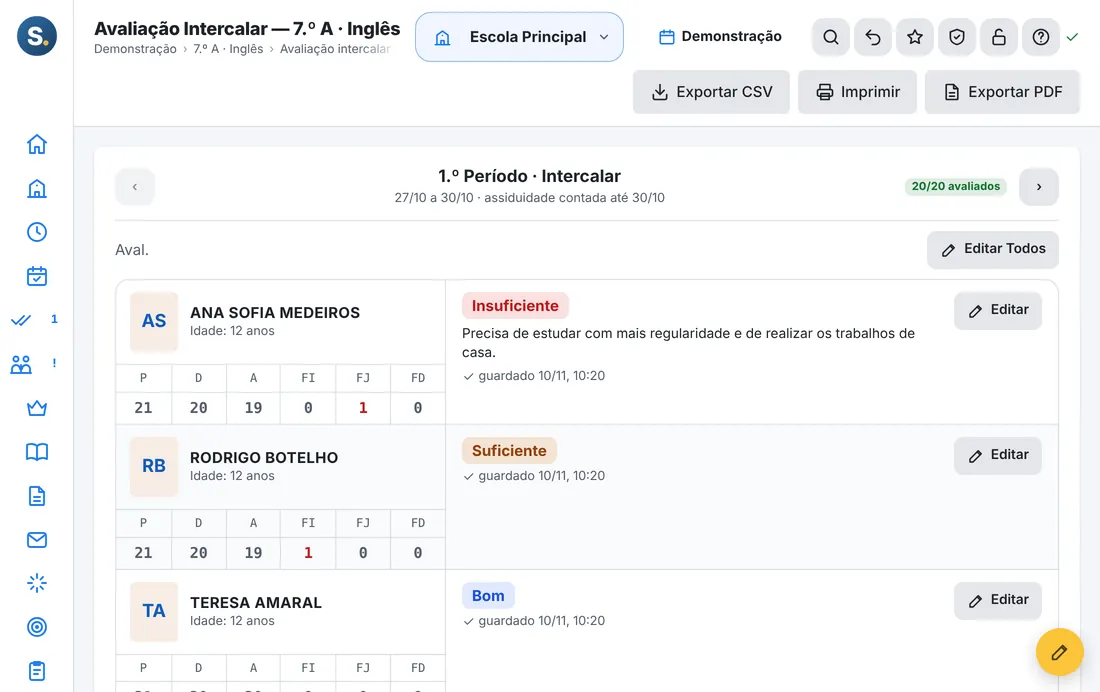 S.
Avaliação Intercalar — 7.º A · Inglês
Demonstração › 7.º A · Inglês › Avaliação intercalar
Escola Principal
Demonstração
Exportar CSV
Imprimir
Exportar PDF
1
!
‹
1.º Período · Intercalar
27/10 a 30/10 · assiduidade contada até 30/10
20/20 avaliados
›
Aval.
Editar Todos
AS
ANA SOFIA MEDEIROS
Idade: 12 anos
P D A FI FJ FD
21 20 19 0 1 0
Insuficiente
Precisa de estudar com mais regularidade e de realizar os trabalhos de
casa.
✓ guardado 10/11, 10:20
Editar
RB
RODRIGO BOTELHO
Idade: 12 anos
P D A FI FJ FD
21 20 19 1 0 0
Suficiente
✓ guardado 10/11, 10:20
Editar
TA
TERESA AMARAL
Idade: 12 anos
P D A FI FJ FD
Bom
✓ guardado 10/11, 10:20
Editar